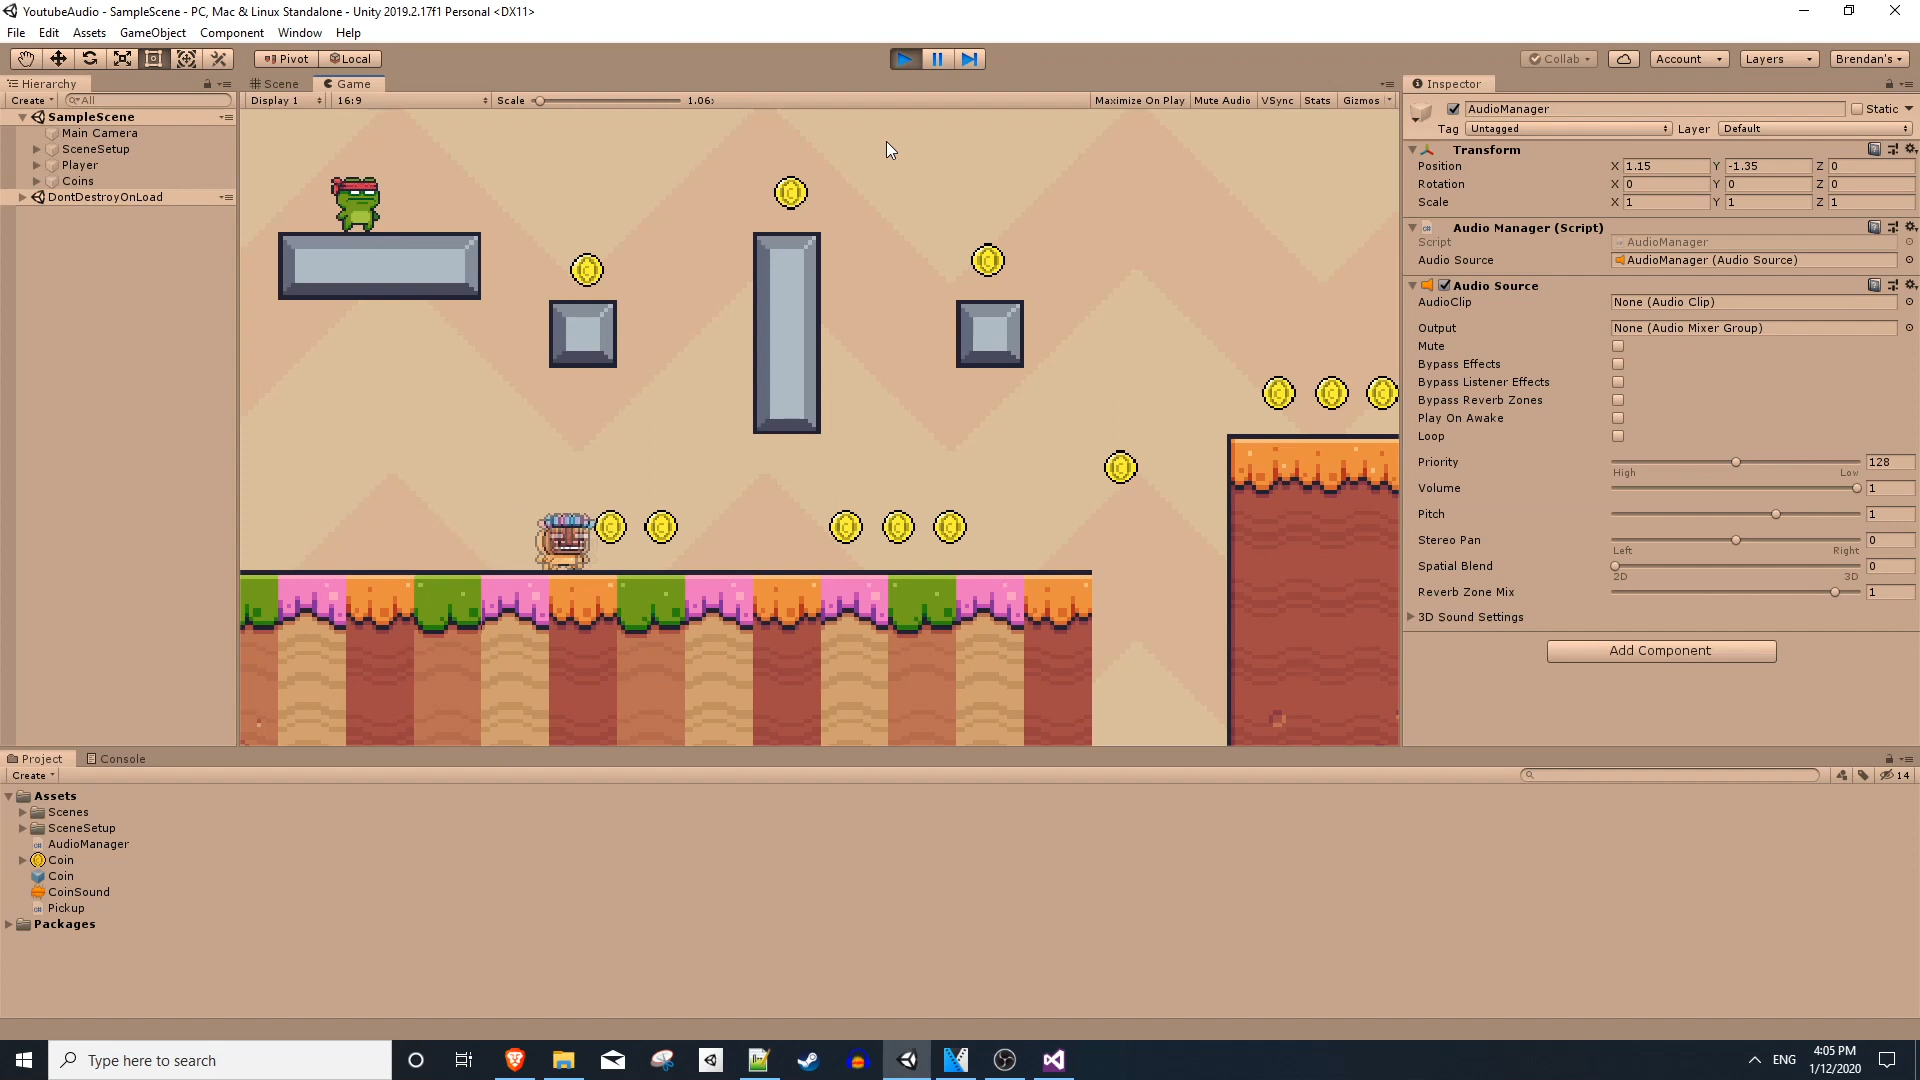 YoutubeAudio - SampleScene - PC, Mac & Linux Standalone - Unity 2019.2.17f1 Personal <DX11>
File Edit Assets GameObject Component Window Help
Pivot Local Collab Account Layers Brendan's
Hierarchy
Create All
SampleScene
Main Camera
SceneSetup
Player
Coins
DontDestroyOnLoad
Scene Game
Display 1 16:9 Scale 1.06x Maximize On Play Mute Audio VSync Stats Gizmos
Inspector
AudioManager Static
Tag Untagged Layer Default
Transform
Position X 1.15 Y -1.35 Z 0
Rotation X 0 Y 0 Z 0
Scale X 1 Y 1 Z 1
Audio Manager (Script)
Script AudioManager
Audio Source AudioManager (Audio Source)
Audio Source
AudioClip None (Audio Clip)
Output None (Audio Mixer Group)
Mute
Bypass Effects
Bypass Listener Effects
Bypass Reverb Zones
Play On Awake
Loop
Priority 128
High Low
Volume 1
Pitch 1
Stereo Pan 0
Left Right
Spatial Blend 0
2D 3D
Reverb Zone Mix 1
3D Sound Settings
Add Component
Project Console
Create 14
Assets
Scenes
SceneSetup
AudioManager
Coin
Coin
CoinSound
Pickup
Packages
Type here to search
ENG
4:05 PM
1/12/2020